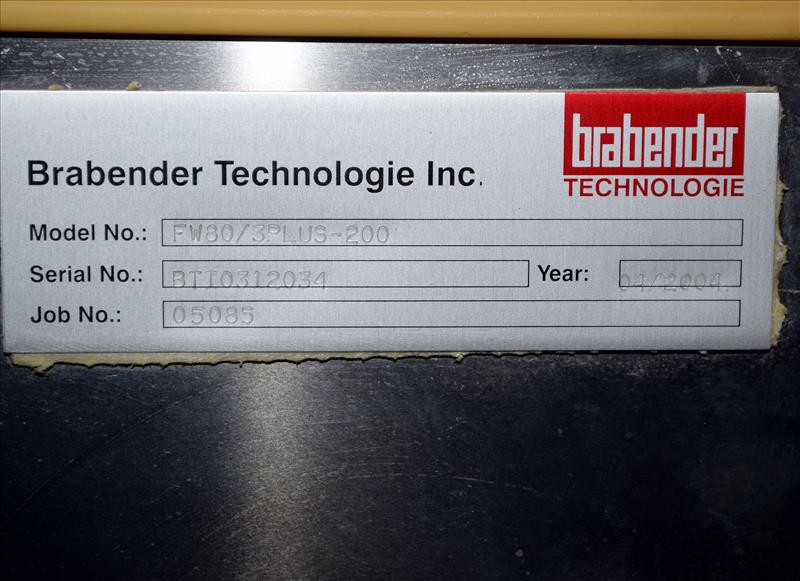 brabender
TECHNOLOGIE
Brabender Technologie Inc.
Model No.: FW80/3PLUS-200
Serial No.: BTI0312034 Year: 04/2004.
Job No.: 05085